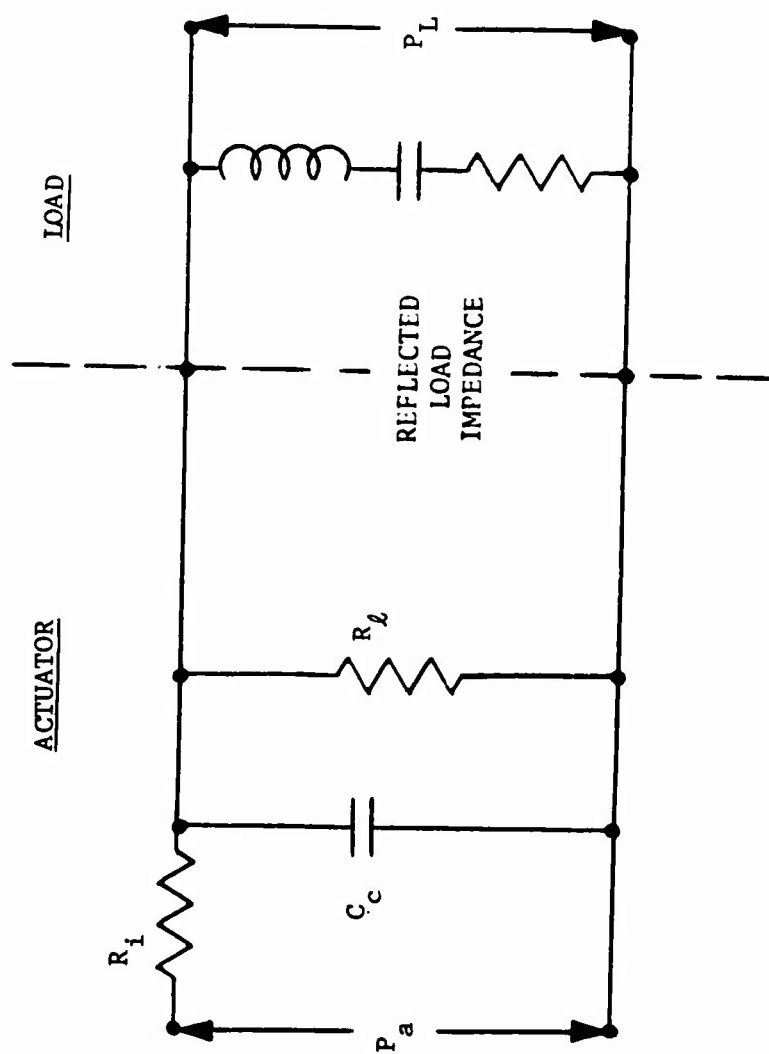 ACTUATOR
LOAD
R_i
C_c
R_ℓ
REFLECTED
LOAD
IMPEDANCE
P_a
P_L